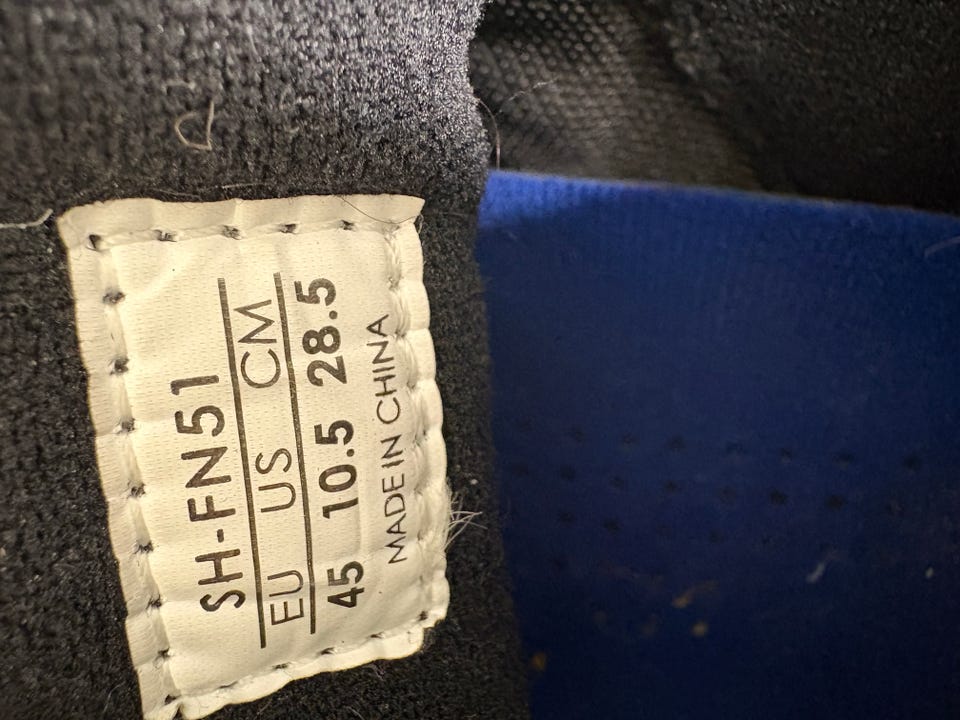 SH-FN51
EU US CM
45 10.5 28.5
MADE IN CHINA